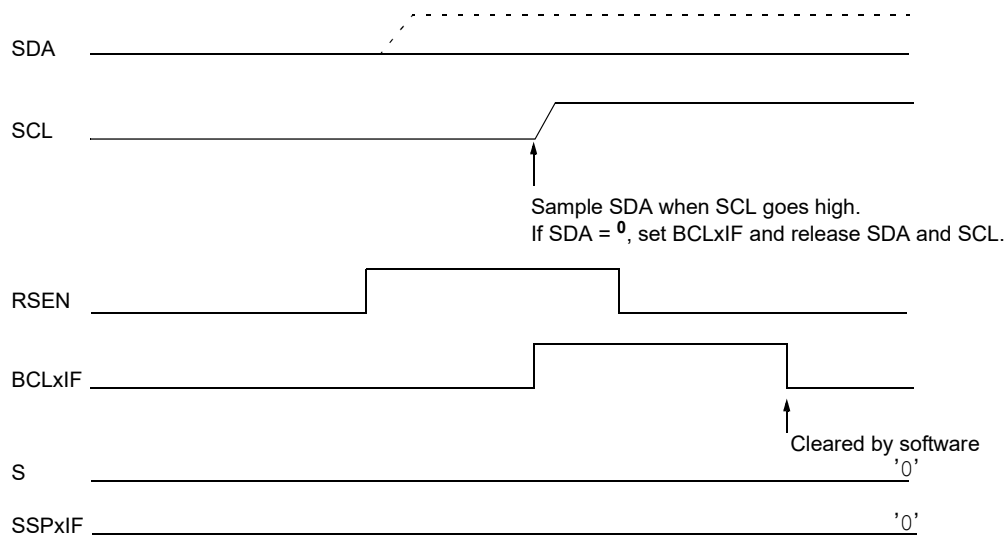 SDA
SCL
Sample SDA when SCL goes high.
If SDA = 0, set BCLxIF and release SDA and SCL.
RSEN
BCLxIF
Cleared by software
S
'0'
SSPxIF
'0'